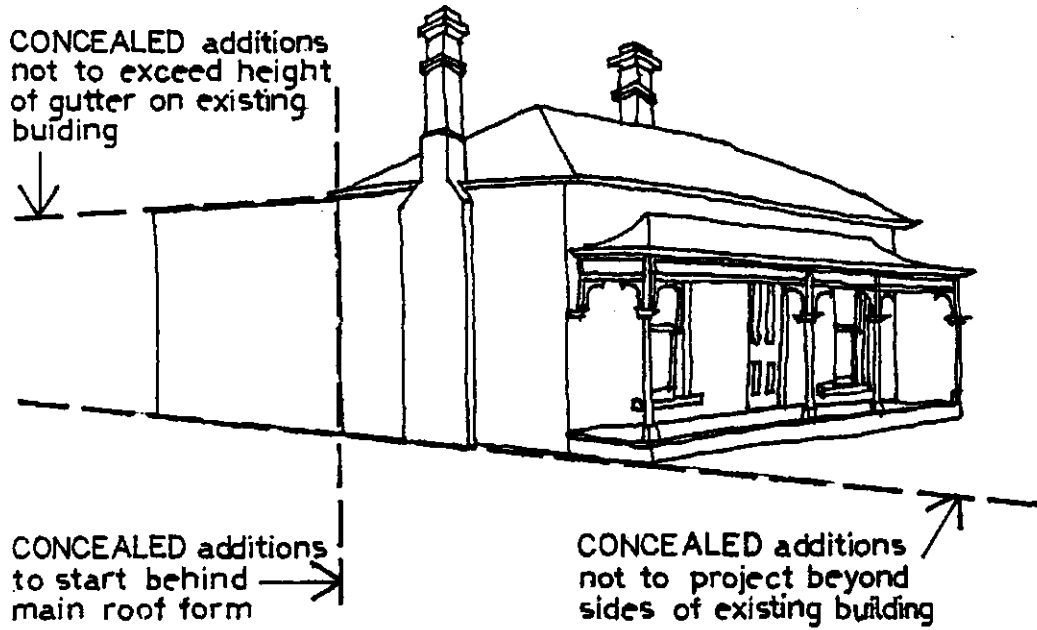 CONCEALED additions
not to exceed height
of gutter on existing
buiding
CONCEALED additions
to start behind
main roof form
CONCEALED additions
not to project beyond
sides of existing building